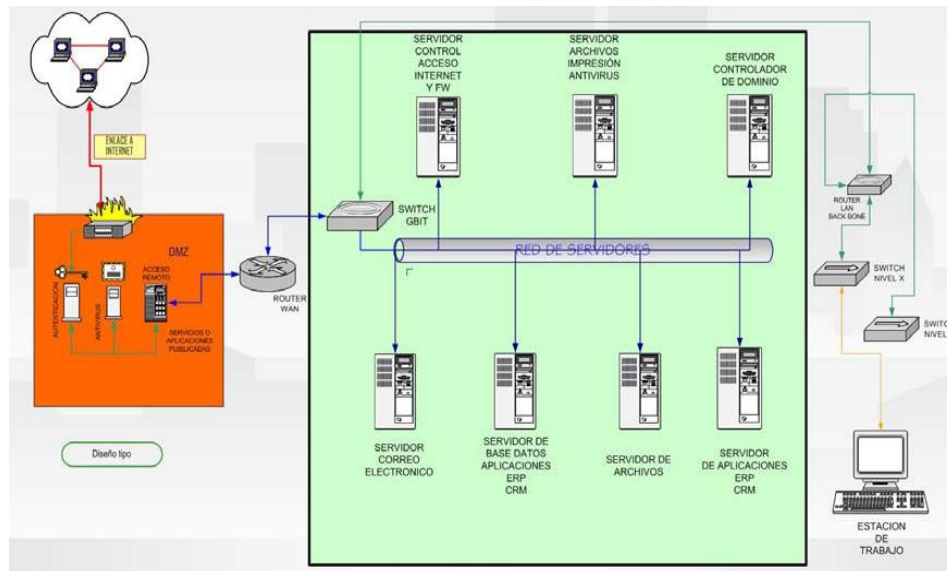 SERVIDOR
CONTROL
ACCESO
INTERNET
Y FW
SERVIDOR
ARCHIVOS
IMPRESIÓN
ANTIVIRUS
SERVIDOR
CONTROLADOR
DE DOMINIO
ENLACE A
INTERNET
SWITCH
GBIT
ROUTER
LAN
BACK BONE
DMZ
RED DE SERVIDORES
ACCESO
REMOTO
AUTENTICACION
ANTIVIRUS
ROUTER
WAN
SWITCH
NIVEL X
SERVICIOS O
APLICACIONES
PUBLICADAS
SWITC
NIVEL
Diseño tipo
SERVIDOR
CORREO
ELECTRONICO
SERVIDOR DE
BASE DATOS
APLICACIONES
ERP
CRM
SERVIDOR DE
ARCHIVOS
SERVIDOR
DE APLICACIONES
ERP
CRM
ESTACION
DE
TRABAJO